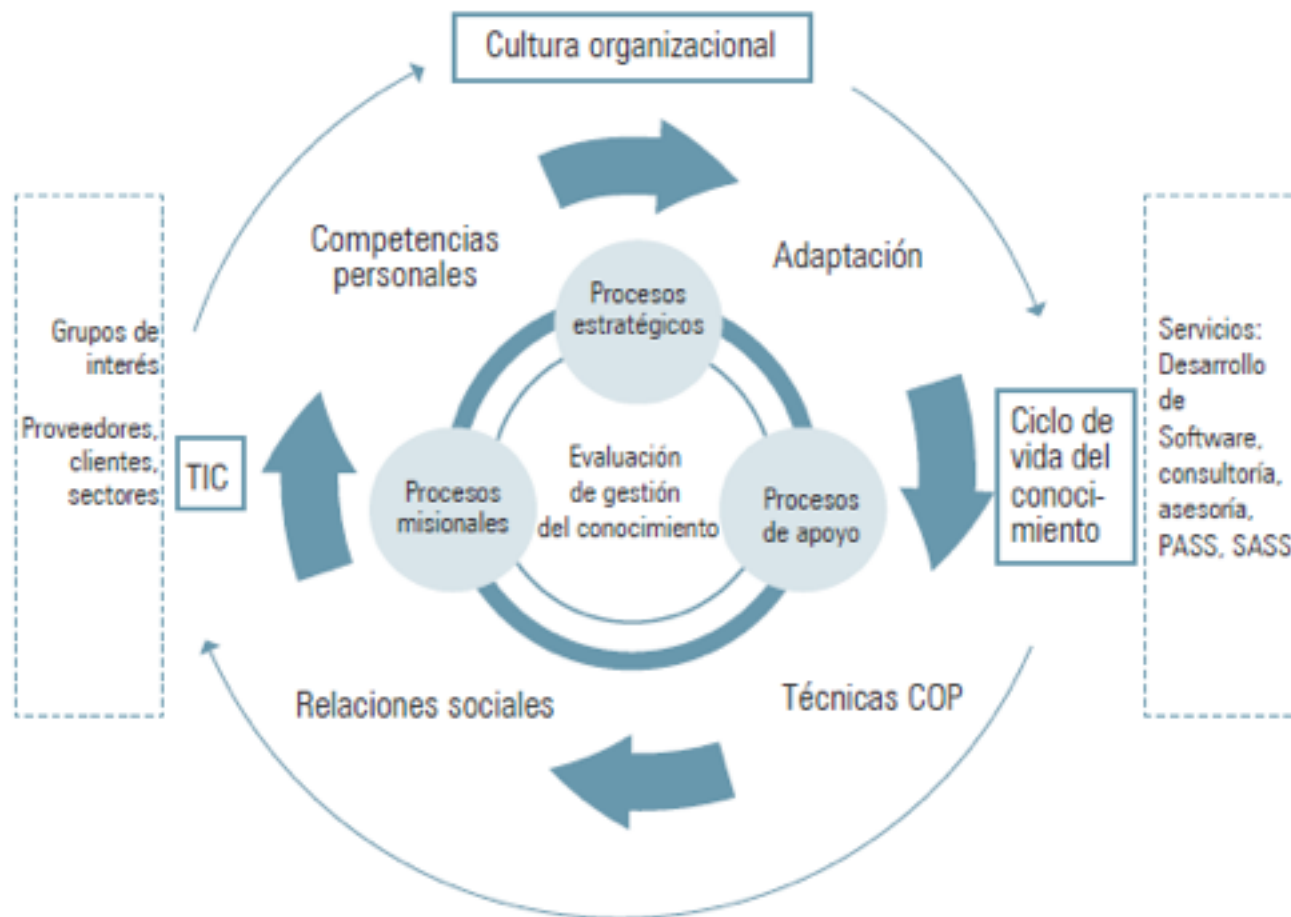 Cultura organizacional
Competencias
personales
Adaptación
Procesos
estratégicos
Grupos de
interés
Proveedores,
clientes,
sectores
TIC
Procesos
misionales
Evaluación
de gestión
del conocimiento
Procesos
de apoyo
Ciclo de
vida del
conoci-
miento
Servicios:
Desarrollo
de
Software,
consultoría,
asesoría,
PASS, SASS
Relaciones sociales
Técnicas COP